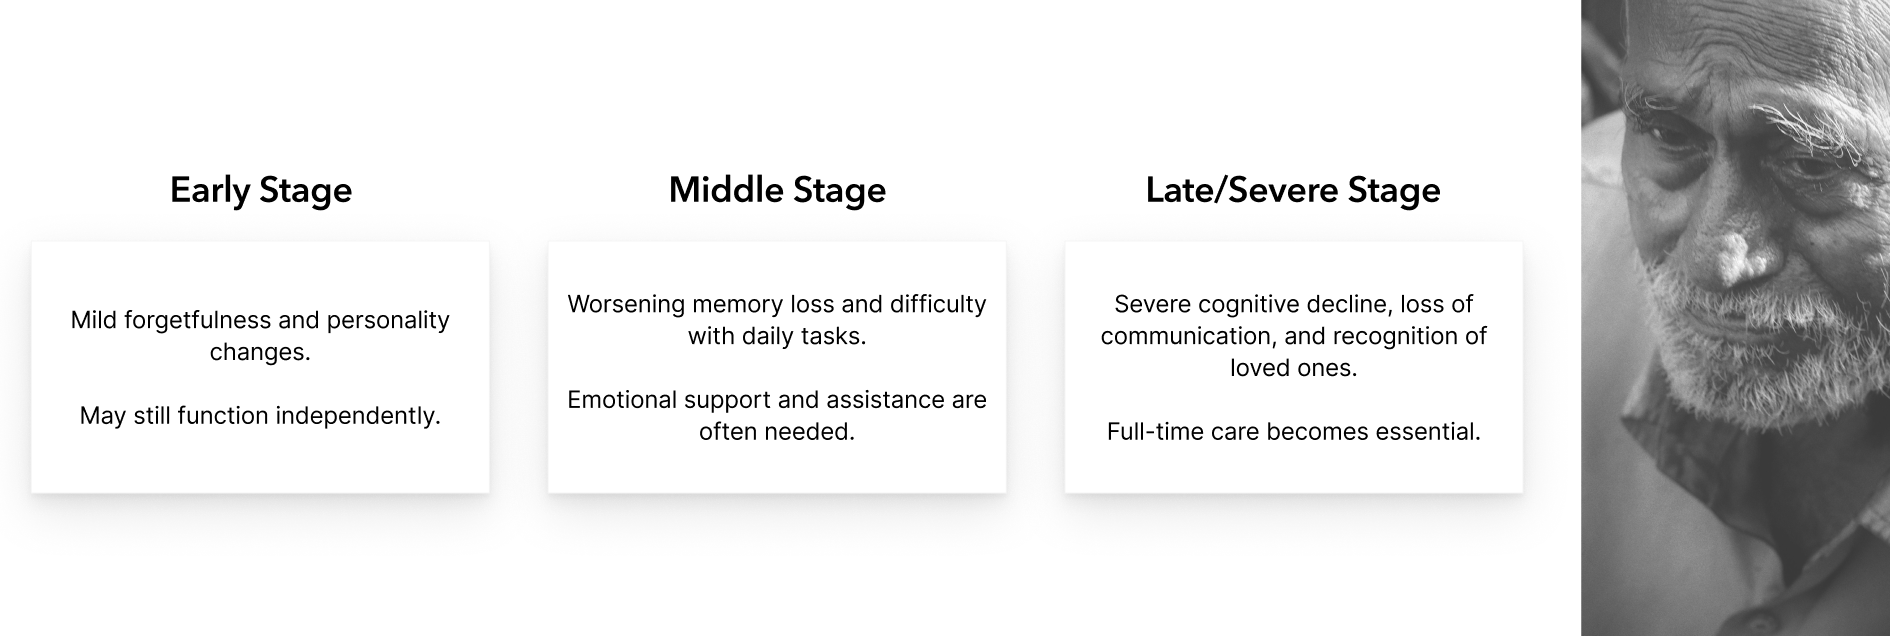 Early Stage
Mild forgetfulness and personality
changes.
May still function independently.
Middle Stage
Worsening memory loss and difficulty
with daily tasks.
Emotional support and assistance are
often needed.
Late/Severe Stage
Severe cognitive decline, loss of
communication, and recognition of
loved ones.
Full-time care becomes essential.